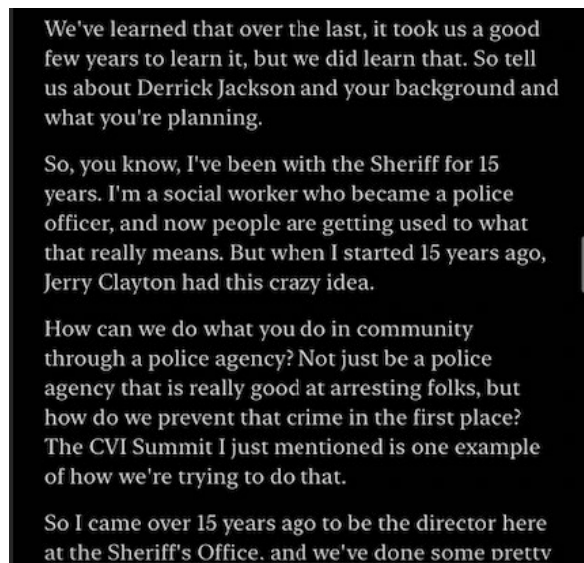 We've learned that over the last, it took us a good
few years to learn it, but we did learn that. So tell
us about Derrick Jackson and your background and
what you're planning.
So, you know, I've been with the Sheriff for 15
years. I'm a social worker who became a police
officer, and now people are getting used to what
that really means. But when I started 15 years ago,
Jerry Clayton had this crazy idea.
How can we do what you do in community
through a police agency? Not just be a police
agency that is really good at arresting folks, but
how do we prevent that crime in the first place?
The CVI Summit I just mentioned is one example
of how we're trying to do that.
So I came over 15 years ago to be the director here
at the Sheriff's Office, and we've done some pretty